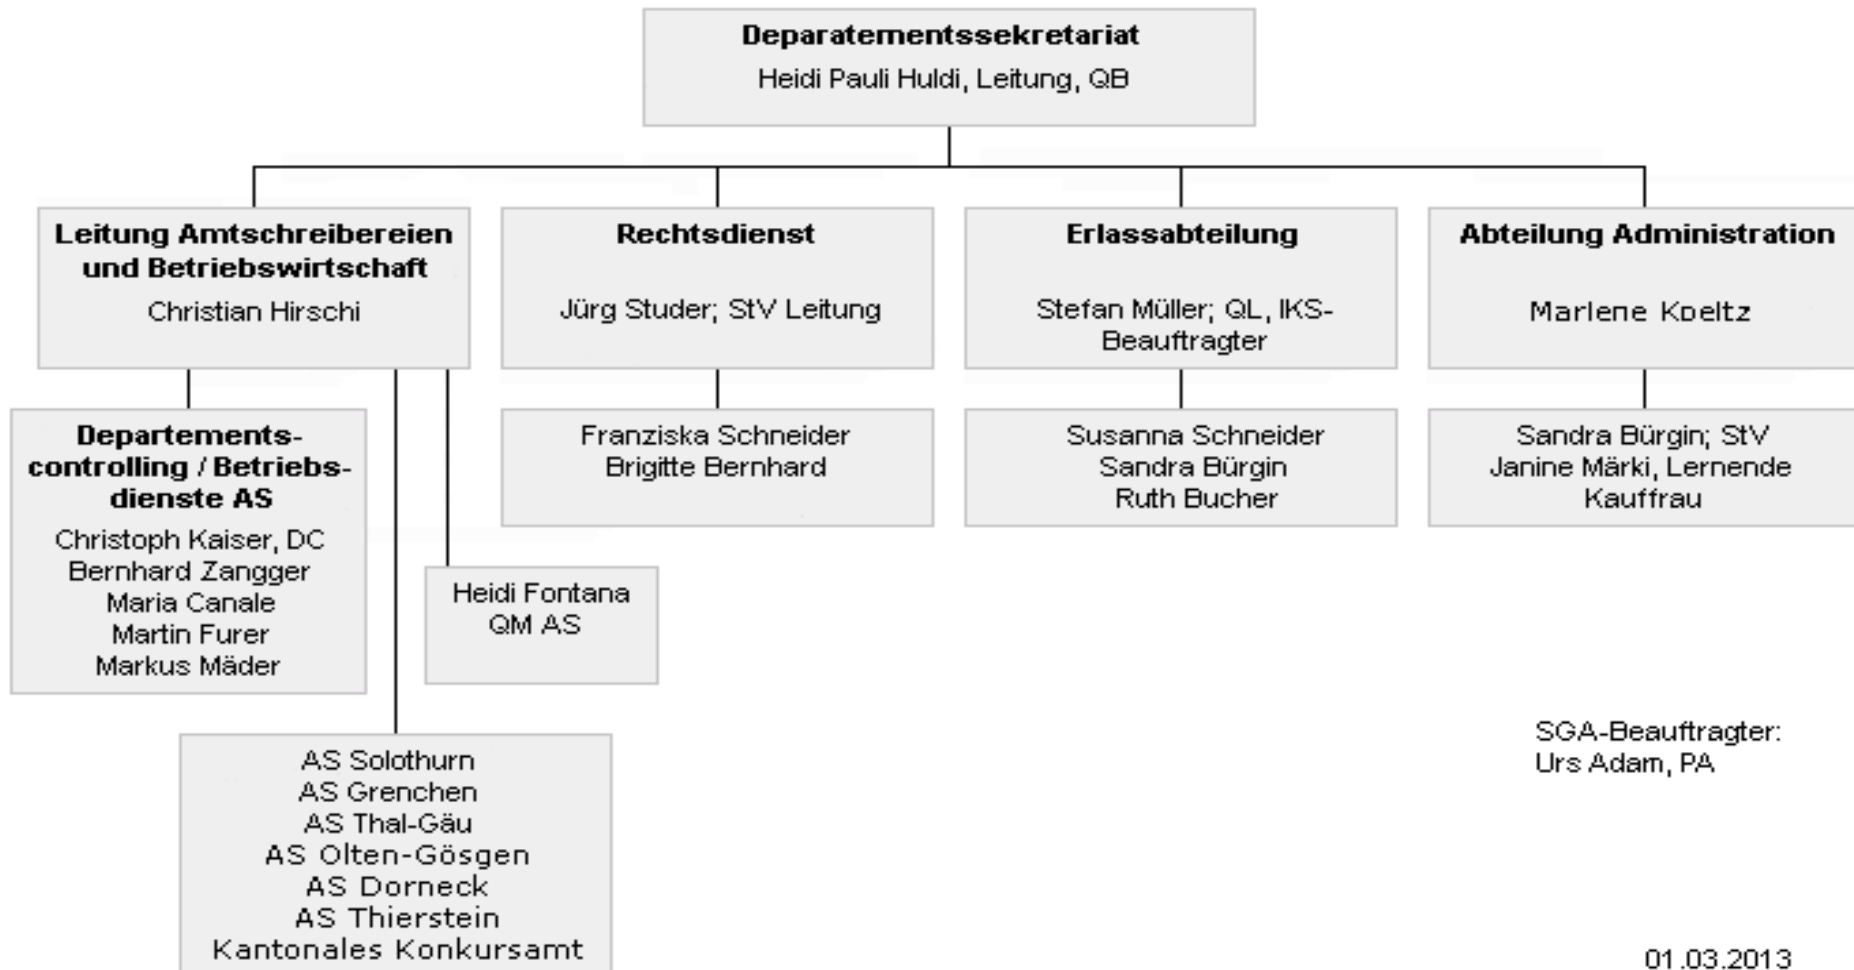 Deparatementssekretariat
Heidi Pauli Huldi, Leitung, QB
Leitung Amtschreibereien
und Betriebswirtschaft
Christian Hirschi
Rechtsdienst
Jürg Studer; StV Leitung
Erlassabteilung
Stefan Müller; QL, IKS-
Beauftragter
Abteilung Administration
Marlene Koeltz
Departements-
controlling / Betriebs-
dienste AS
Christoph Kaiser, DC
Bernhard Zangger
Maria Canale
Martin Furer
Markus Mäder
Franziska Schneider
Brigitte Bernhard
Susanna Schneider
Sandra Bürgin
Ruth Bucher
Sandra Bürgin; StV
Janine Märki, Lernende
Kauffrau
Heidi Fontana
QM AS
AS Solothurn
AS Grenchen
AS Thal-Gäu
AS Olten-Gösgen
AS Dorneck
AS Thierstein
Kantonales Konkursamt
SGA-Beauftragter:
Urs Adam, PA
01.03.2013